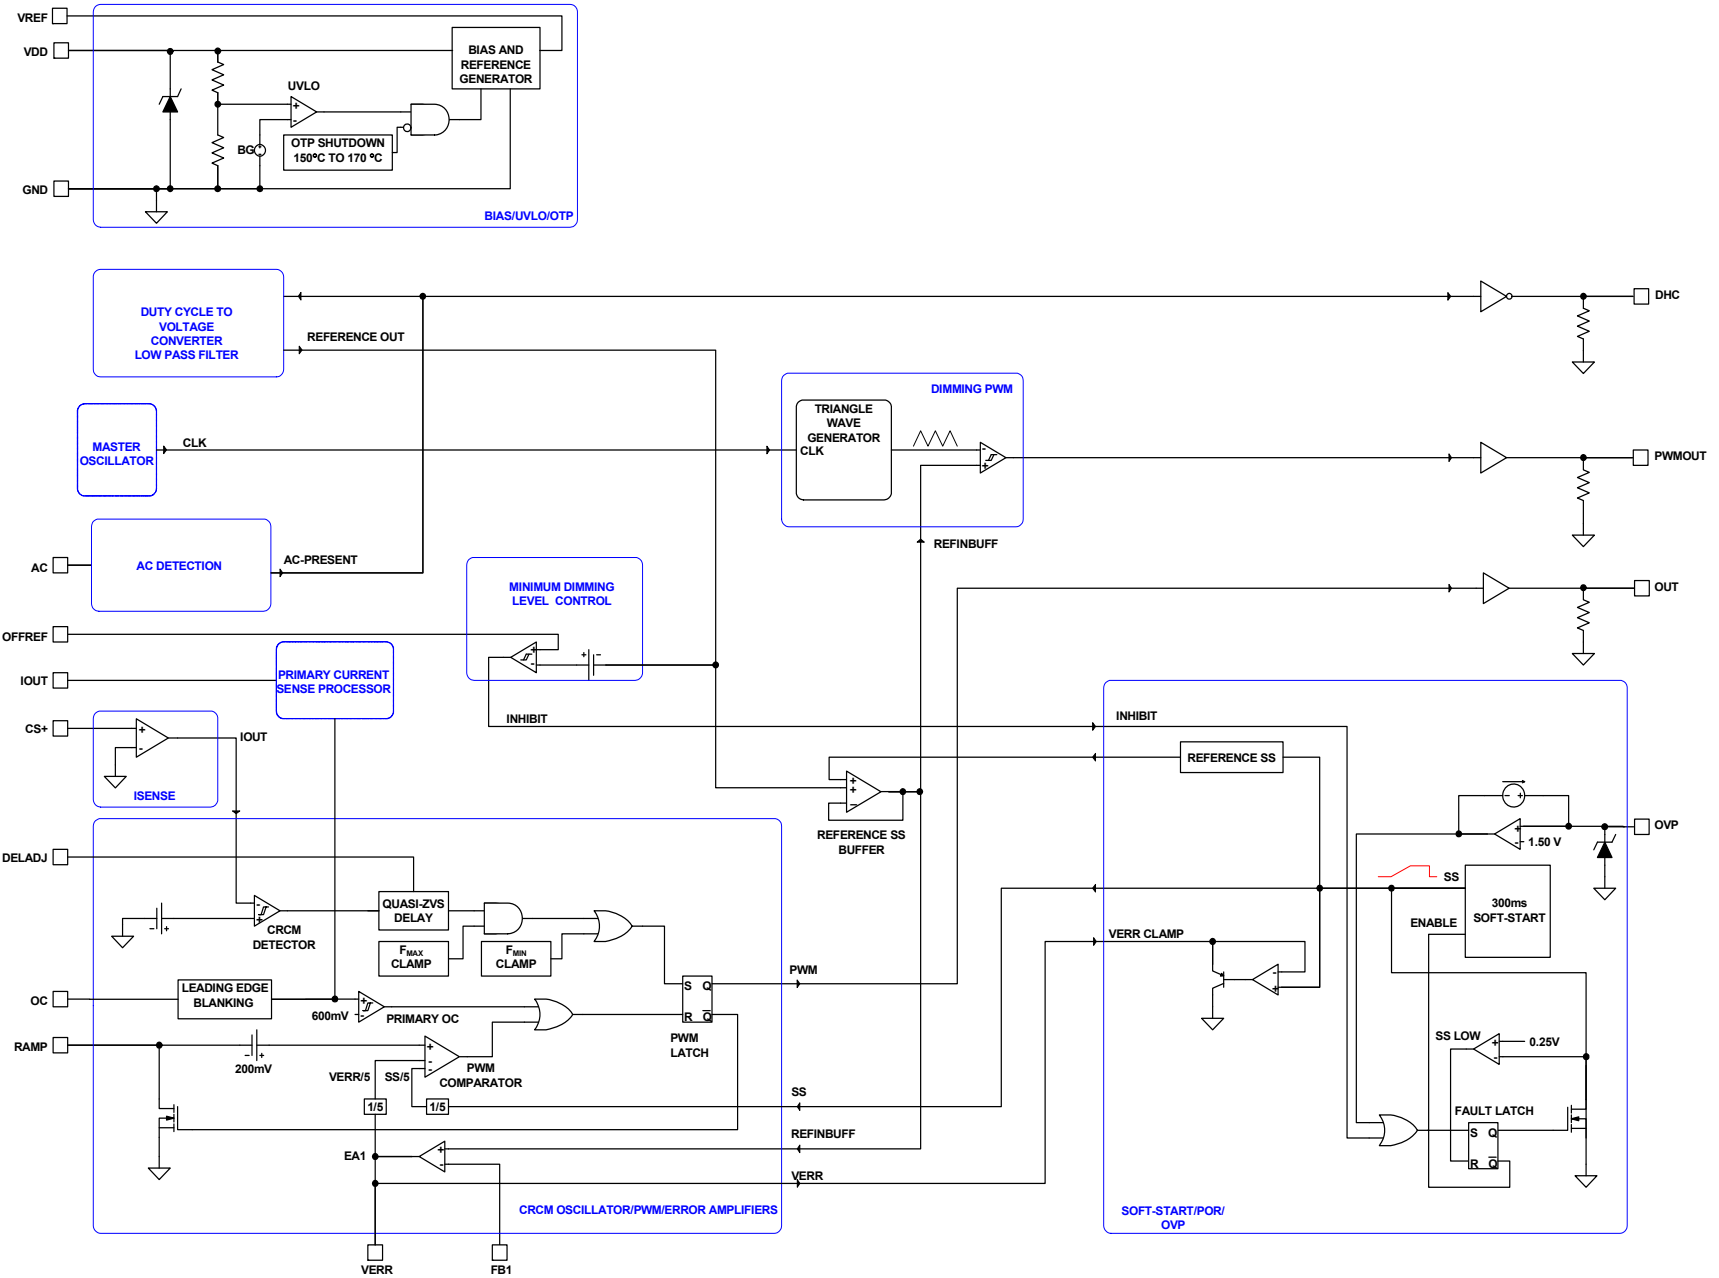 VREF
VDD
BIAS AND
REFERENCE
GENERATOR
UVLO
+
-
BG
OTP SHUTDOWN
150°C TO 170 °C
GND
BIAS/UVLO/OTP
DUTY CYCLE TO
VOLTAGE
CONVERTER
LOW PASS FILTER
REFERENCE OUT
DHC
DIMMING PWM
TRIANGLE
WAVE
GENERATOR
CLK
MASTER
OSCILLATOR
CLK
-
+
PWMOUT
REFINBUFF
AC
AC DETECTION
AC-PRESENT
MINIMUM DIMMING
LEVEL CONTROL
+
-
+
-
OUT
OFFREF
IOUT
PRIMARY CURRENT
SENSE PROCESSOR
CS+
+
-
IOUT
ISENSE
INHIBIT
INHIBIT
REFERENCE SS
+
+
-
REFERENCE SS
BUFFER
- +
+
-
1.50 V
OVP
SS
300ms
SOFT-START
ENABLE
DELADJ
QUASI-ZVS
DELAY
- +
-
+
CRCM
DETECTOR
FMAX
CLAMP
FMIN
CLAMP
VERR CLAMP
-
+
PWM
OC
LEADING EDGE
BLANKING
600mV
+
-
PRIMARY OC
S Q
R Q
PWM
LATCH
RAMP
- +
200mV
+
-
-
VERR/5
SS/5
PWM
COMPARATOR
1/5
1/5
SS
SS LOW
+
-
0.25V
FAULT LATCH
S Q
R Q
REFINBUFF
EA1
+
-
VERR
CRCM OSCILLATOR/PWM/ERROR AMPLIFIERS
SOFT-START/POR/
OVP
VERR
FB1